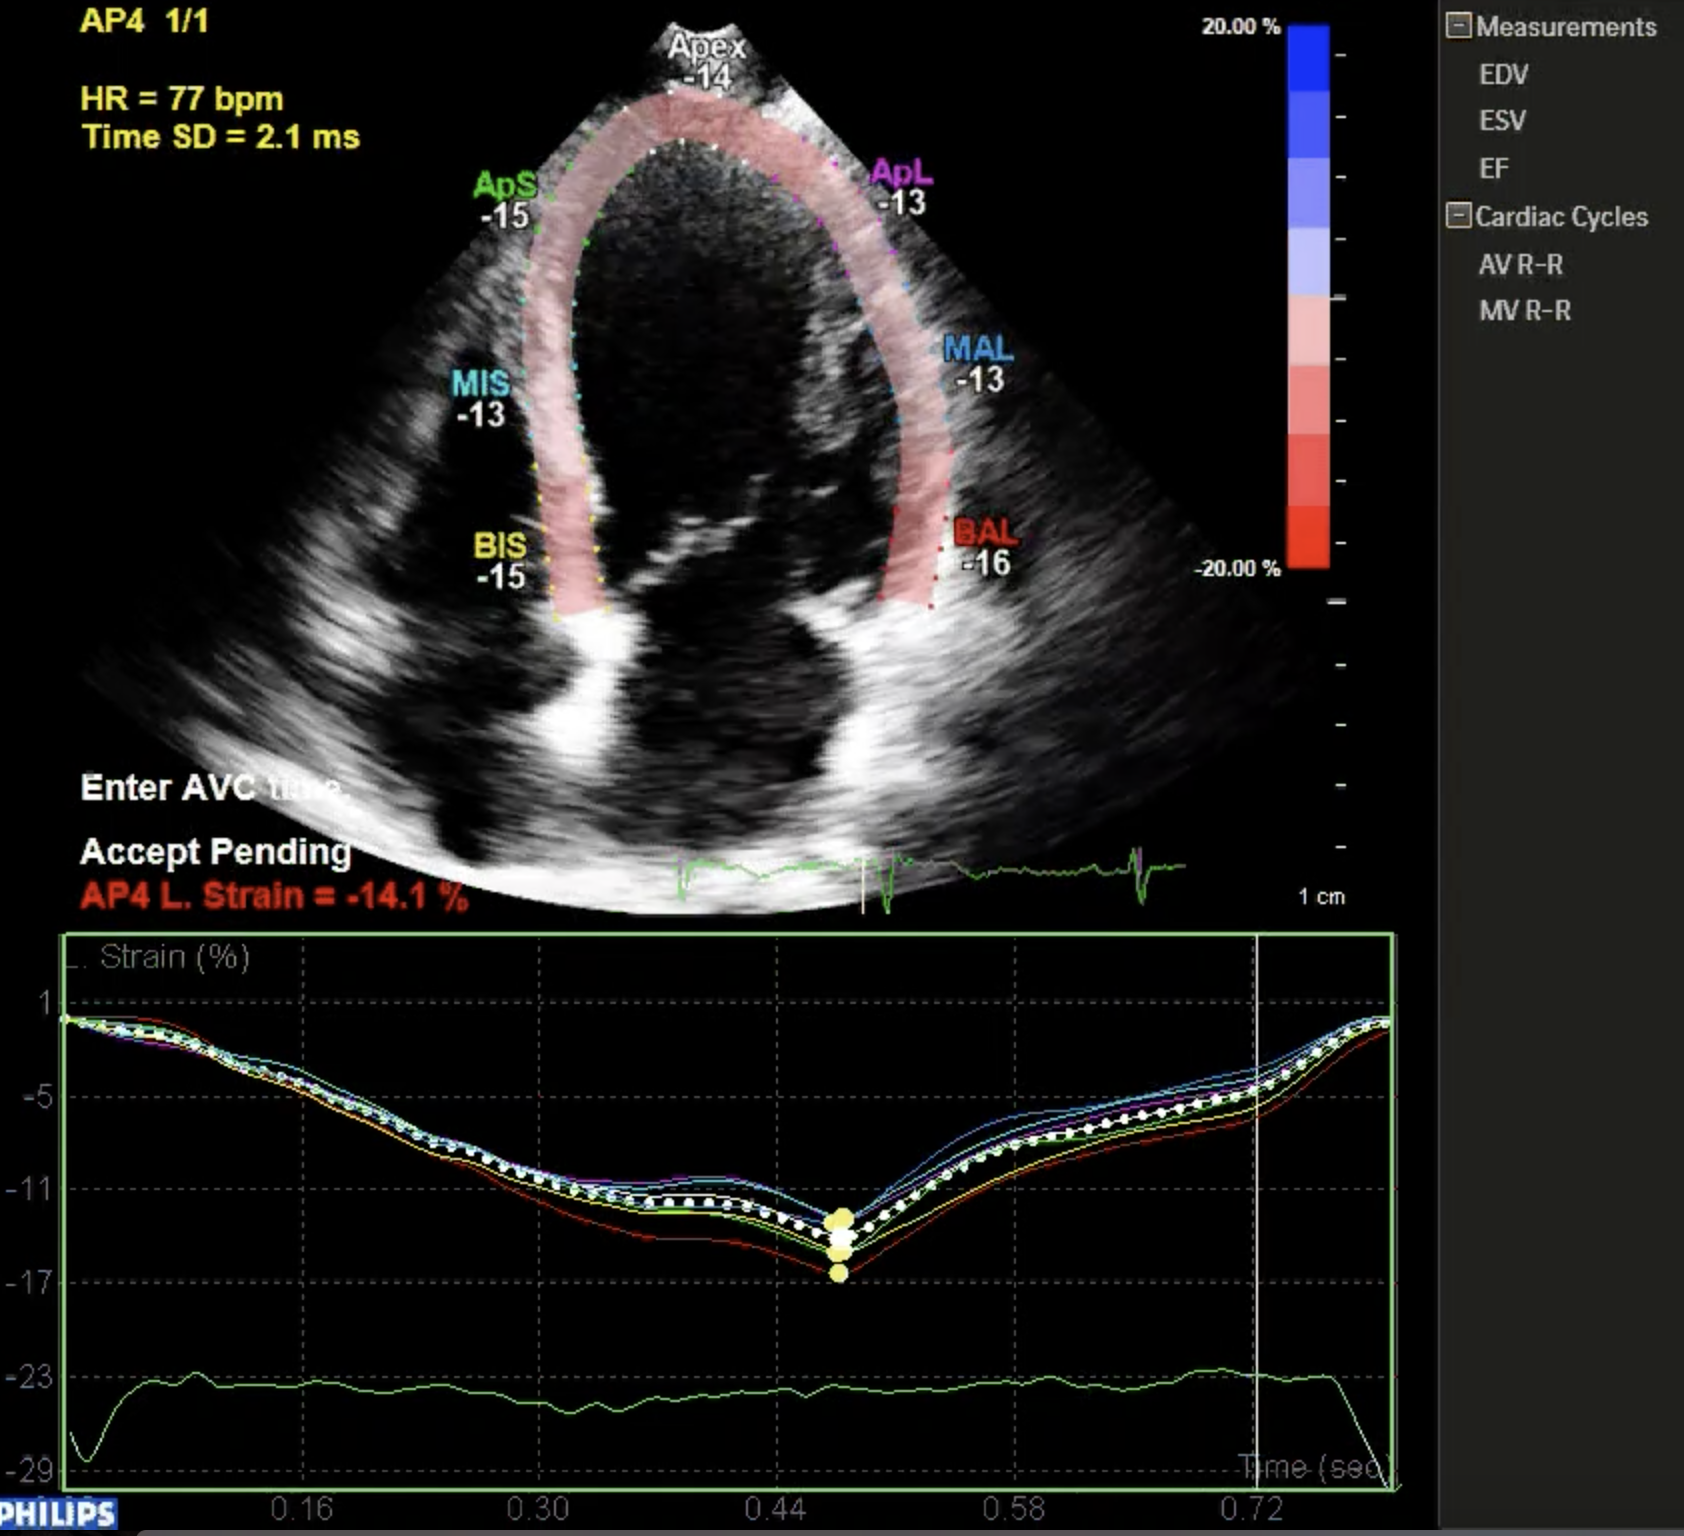 AP4 1/1
HR = 77 bpm
Time SD = 2.1 ms
Apex
-14
ApS
-15
ApL
-13
MIS
-13
MAL
-13
BIS
-15
BAL
-16
20.00 %
-20.00 %
Enter AVC time.
Accept Pending
AP4 L. Strain = -14.1 %
1 cm
Measurements
EDV
ESV
EF
Cardiac Cycles
AV R-R
MV R-R
L. Strain (%)
1
-5
-11
-17
-23
-29
Time (sec)
0.16
0.30
0.44
0.58
0.72
PHILIPS